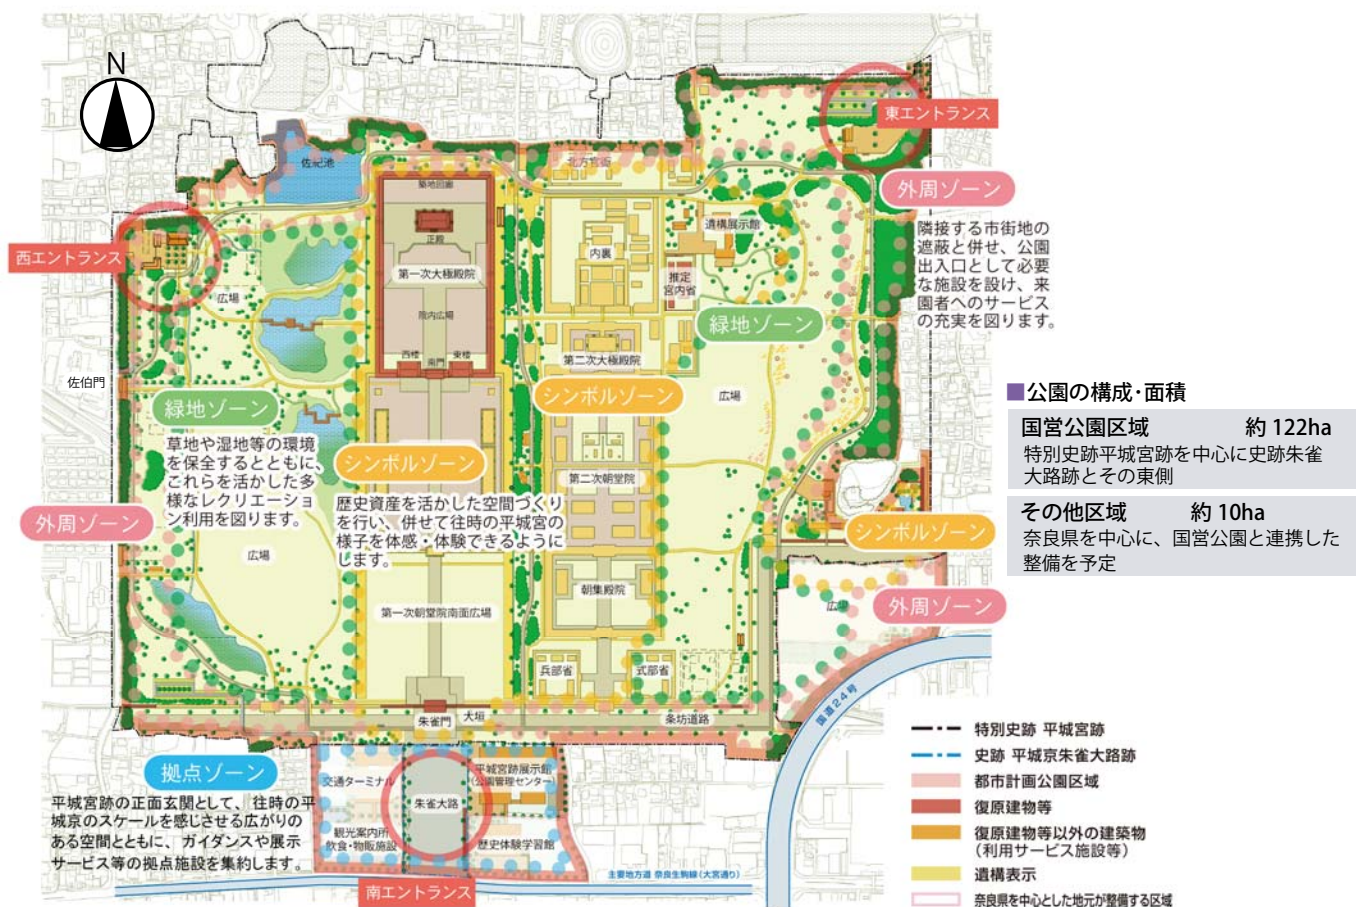 N
東エントランス
佐紀池
北方官衙
外周ゾーン
築地回廊
隣接する市街地の
遮蔽と併せ、公園
出入口として必要
な施設を設け、来
園者へのサービス
の充実を図ります。
西エントランス
正殿
遺構展示館
内裏
第一次大極殿院
推定
宮内省
広場
院内広場
緑地ゾーン
西楼
南門
東楼
第二次大極殿院
佐伯門
シンボルゾーン
広場
緑地ゾーン
草地や湿地等の環境
を保全するとともに、
これらを活かした多
様なレクリエーショ
ン利用を図ります。
シンボルゾーン
歴史資産を活かした空間づくり
を行い、併せて往時の平城宮の
様子を体感・体験できるように
します。
第二次朝堂院
外周ゾーン
広場
シンボルゾーン
朝集殿院
第一次朝堂院南面広場
広場
外周ゾーン
兵部省
式部省
朱雀門
大垣
条坊道路
国道24号
拠点ゾーン
平城宮跡の正面玄関として、往時の平
城京のスケールを感じさせる広がりの
ある空間とともに、ガイダンスや展示
サービス等の拠点施設を集約します。
交通ターミナル
平城宮跡展示館
(公園管理センター)
朱雀大路
観光案内所
飲食・物販施設
歴史体験学習館
主要地方道 奈良生駒線(大宮通り)
南エントランス
■公園の構成・面積
国営公園区域 約 122ha
特別史跡平城宮跡を中心に史跡朱雀
大路跡とその東側
その他区域 約 10ha
奈良県を中心に、国営公園と連携した
整備を予定
特別史跡 平城宮跡
史跡 平城京朱雀大路跡
都市計画公園区域
復原建物等
復原建物等以外の建築物
(利用サービス施設等)
遺構表示
奈良県を中心とした地元が整備する区域